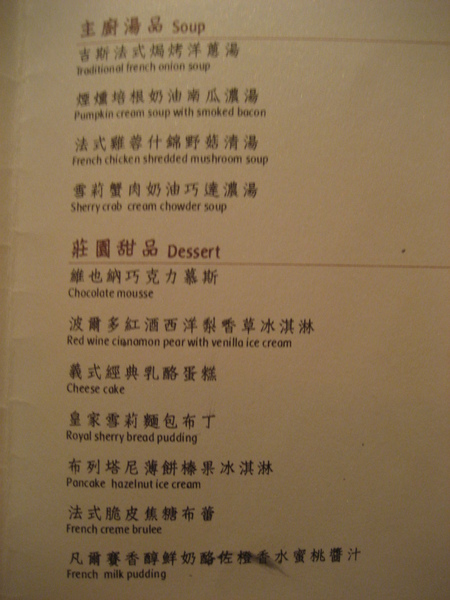 主廚湯品 Soup
吉斯法式焗烤洋蔥湯
Traditional french onion soup
煙燻培根奶油南瓜濃湯
Pumpkin cream soup with smoked bacon
法式雞蓉什錦野菇清湯
French chicken shredded mushroom soup
雪莉蟹肉奶油巧達濃湯
Sherry crab cream chowder soup
莊園甜品 Dessert
維也納巧克力慕斯
Chocolate mousse
波爾多紅酒西洋梨香草冰淇淋
Red wine cinnamon pear with venilla ice cream
義式經典乳酪蛋糕
Cheese cake
皇家雪莉麵包布丁
Royal sherry bread pudding
布列塔尼薄餅榛果冰淇淋
Pancake hazelnut ice cream
法式脆皮焦糖布蕾
French creme brulee
凡爾賽香醇鮮奶酪佐橙香水蜜桃醬汁
French milk pudding